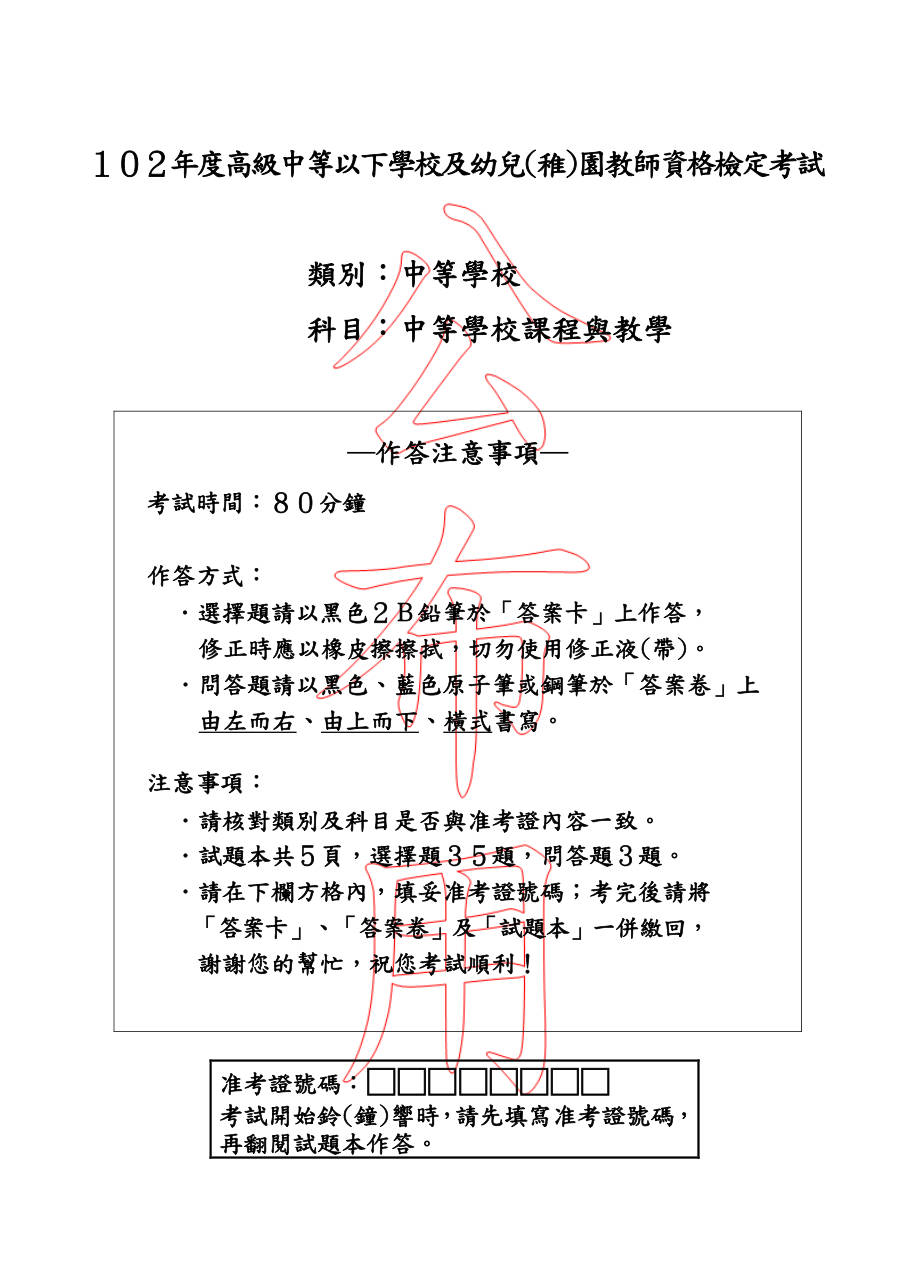 102年度高級中等以下學校及幼兒(稚)園教師資格檢定考試
類別：中等學校
科目：中等學校課程與教學
—作答注意事項—
考試時間：80分鐘
作答方式：
・選擇題請以黑色2B鉛筆於「答案卡」上作答，
修正時應以橡皮擦擦拭，切勿使用修正液(帶)。
・問答題請以黑色、藍色原子筆或鋼筆於「答案卷」上
由左而右、由上而下、橫式書寫。
注意事項：
・請核對類別及科目是否與准考證內容一致。
・試題本共5頁，選擇題35題，問答題3題。
・請在下欄方格內，填妥准考證號碼；考完後請將
「答案卡」、「答案卷」及「試題本」一併繳回，
謝謝您的幫忙，祝您考試順利！
准考證號碼：□□□□□□□□
考試開始鈴(鐘)響時，請先填寫准考證號碼，
再翻閱試題本作答。
公布用